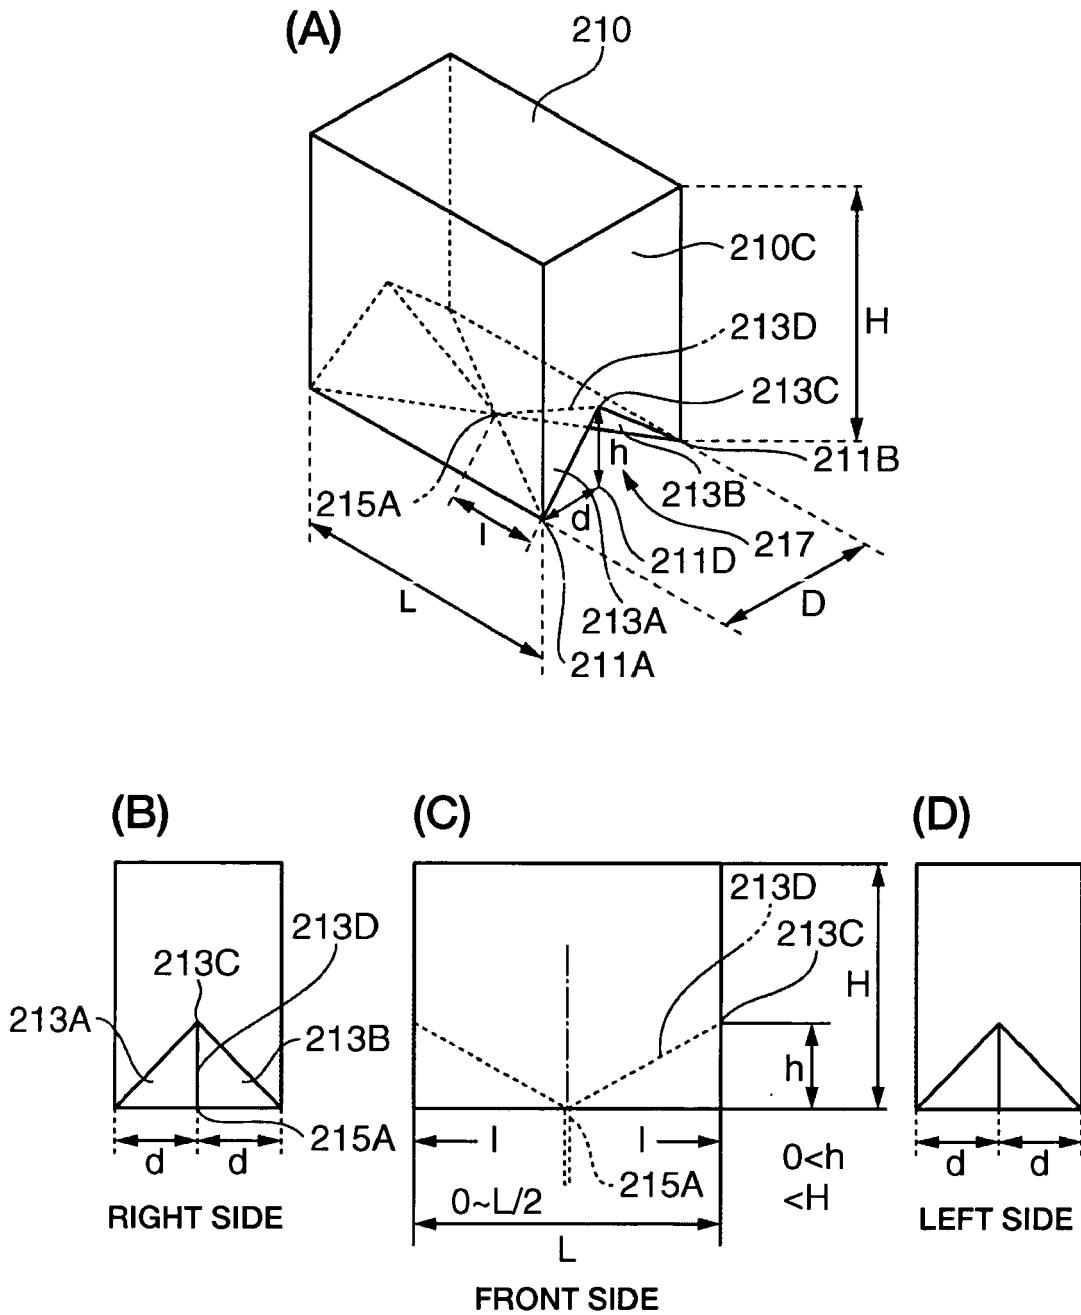 (A)
210
210C
H
213D
213C
h
211B
213B
215A
l
d
217
211D
L
D
213A
211A
(B)
(C)
(D)
213D
213D
213C
213C
H
213A
213B
h
l
l
215A
d
d
215A
0<h
<H
d
d
0~L/2
RIGHT SIDE
LEFT SIDE
L
FRONT SIDE